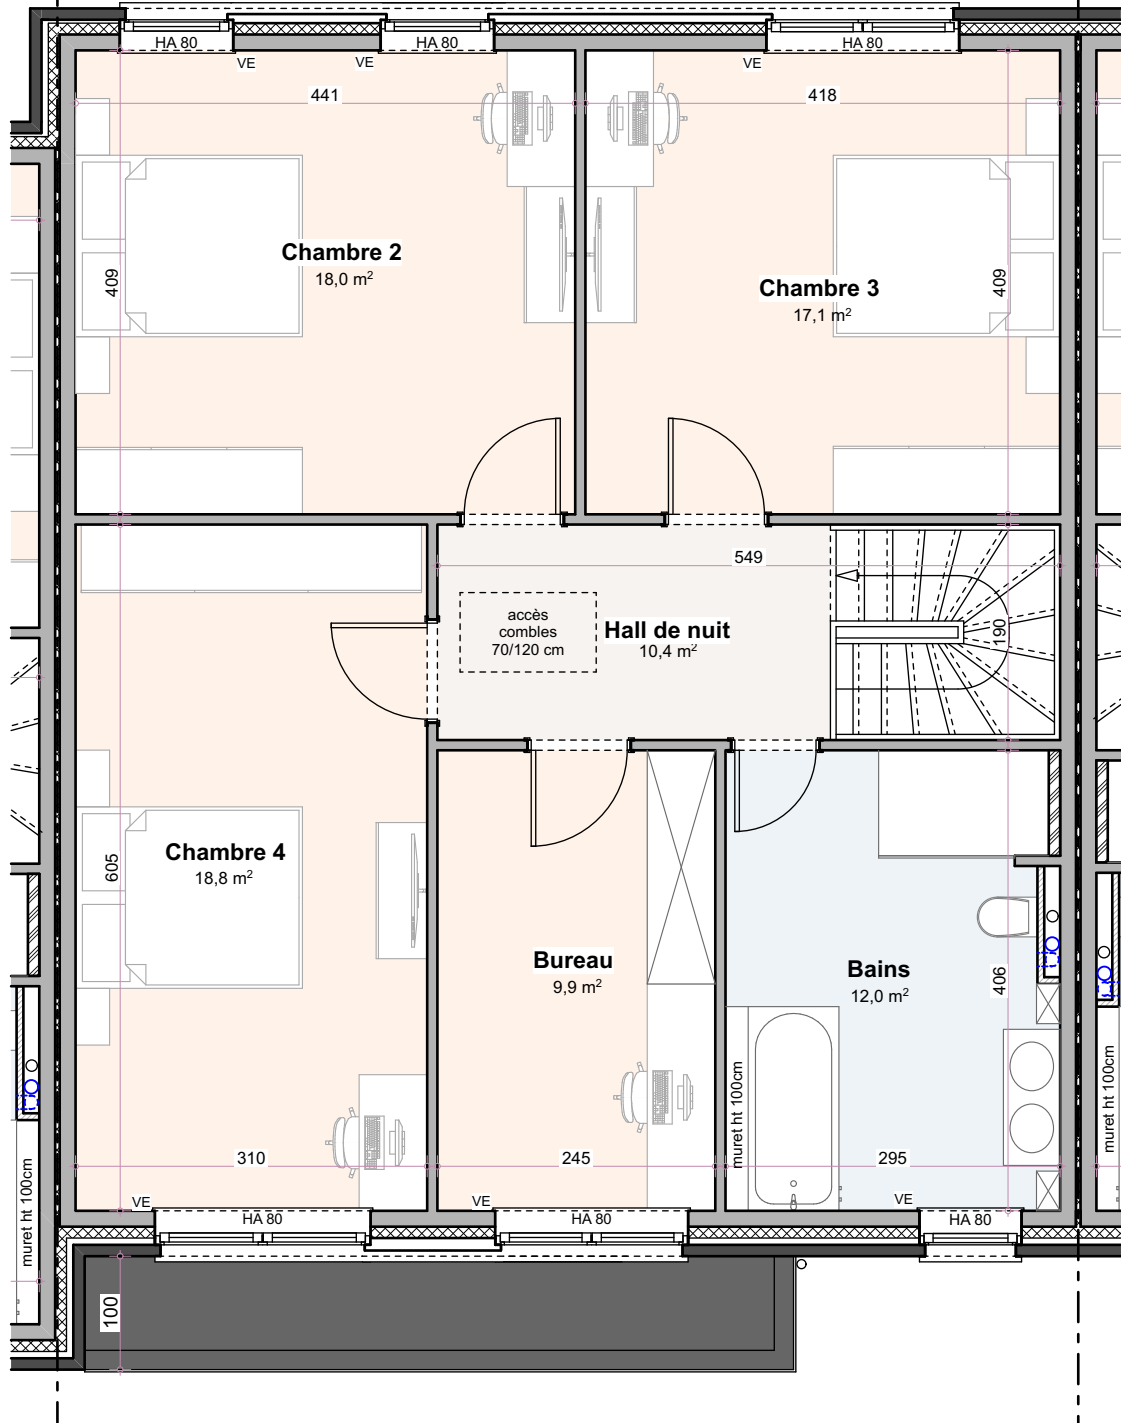 HA 80
HA 80
HA 80
VE
VE
VE
441
418
Chambre 2
18,0 m²
409
Chambre 3
17,1 m²
409
549
accès
combles
70/120 cm
Hall de nuit
10,4 m²
190
Chambre 4
18,8 m²
605
Bureau
9,9 m²
Bains
12,0 m²
406
muret ht 100cm
muret ht 100cm
muret ht 100cm
310
245
295
VE
VE
VE
HA 80
HA 80
HA 80
100